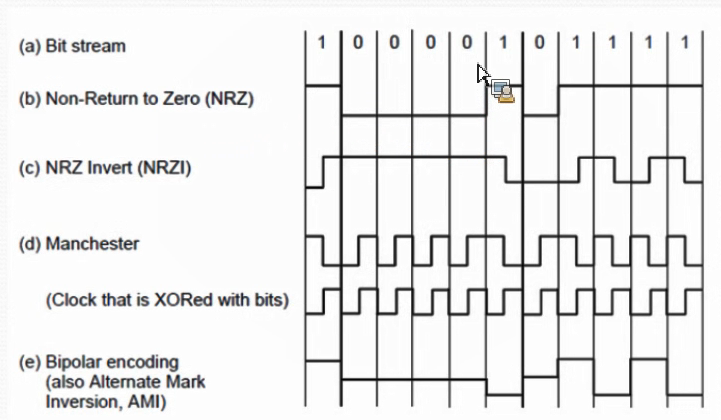 (a) Bit stream 1 0 0 0 0 1 0 1 1 1 1
(b) Non-Return to Zero (NRZ)
(c) NRZ Invert (NRZI)
(d) Manchester
(Clock that is XORed with bits)
(e) Bipolar encoding
(also Alternate Mark
Inversion, AMI)